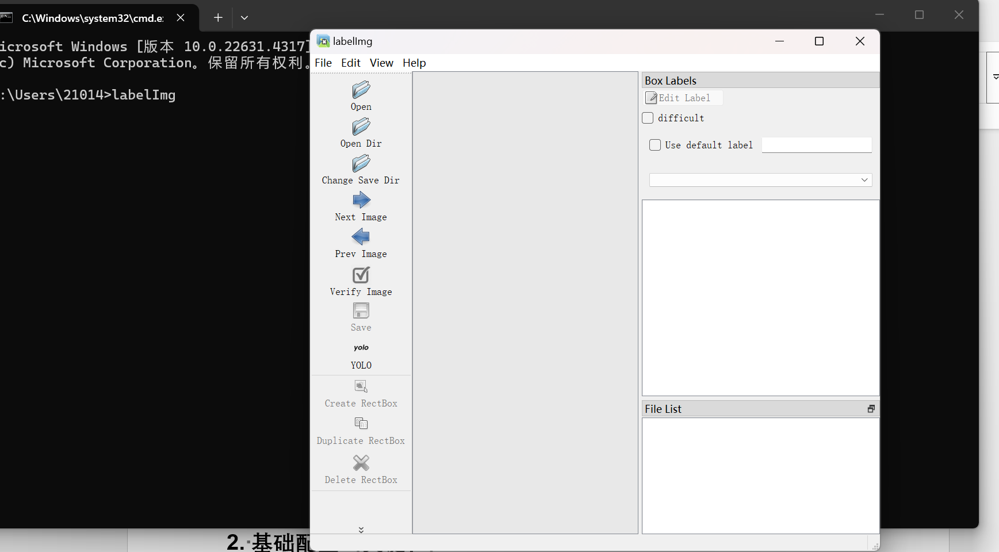 C:\Windows\system32\cmd.e
icrosoft Windows [版本 10.0.22631.4317]
c) Microsoft Corporation。保留所有权利。
:\Users\21014>labelImg
labelImg
File Edit View Help
Open
Open Dir
Change Save Dir
Next Image
Prev Image
Verify Image
Save
yolo
YOLO
Create RectBox
Duplicate RectBox
Delete RectBox
Box Labels
Edit Label
difficult
Use default label
File List
2. 基础配